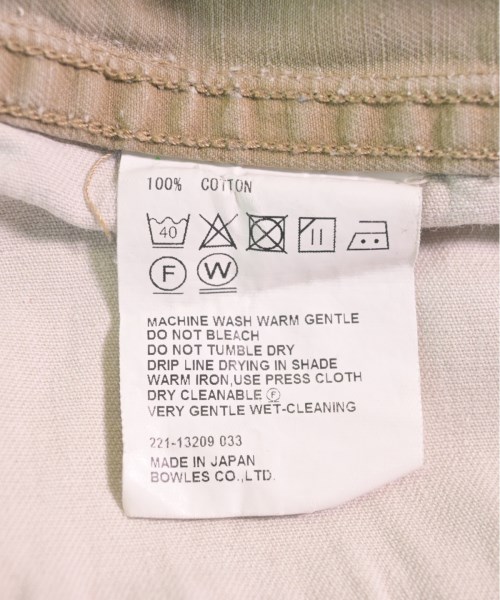 100% COTTON
40
F W
MACHINE WASH WARM GENTLE
DO NOT BLEACH
DO NOT TUMBLE DRY
DRIP LINE DRYING IN SHADE
WARM IRON,USE PRESS CLOTH
DRY CLEANABLE Ⓕ
VERY GENTLE WET-CLEANING
221-13209 033
MADE IN JAPAN
BOWLES CO.,LTD.